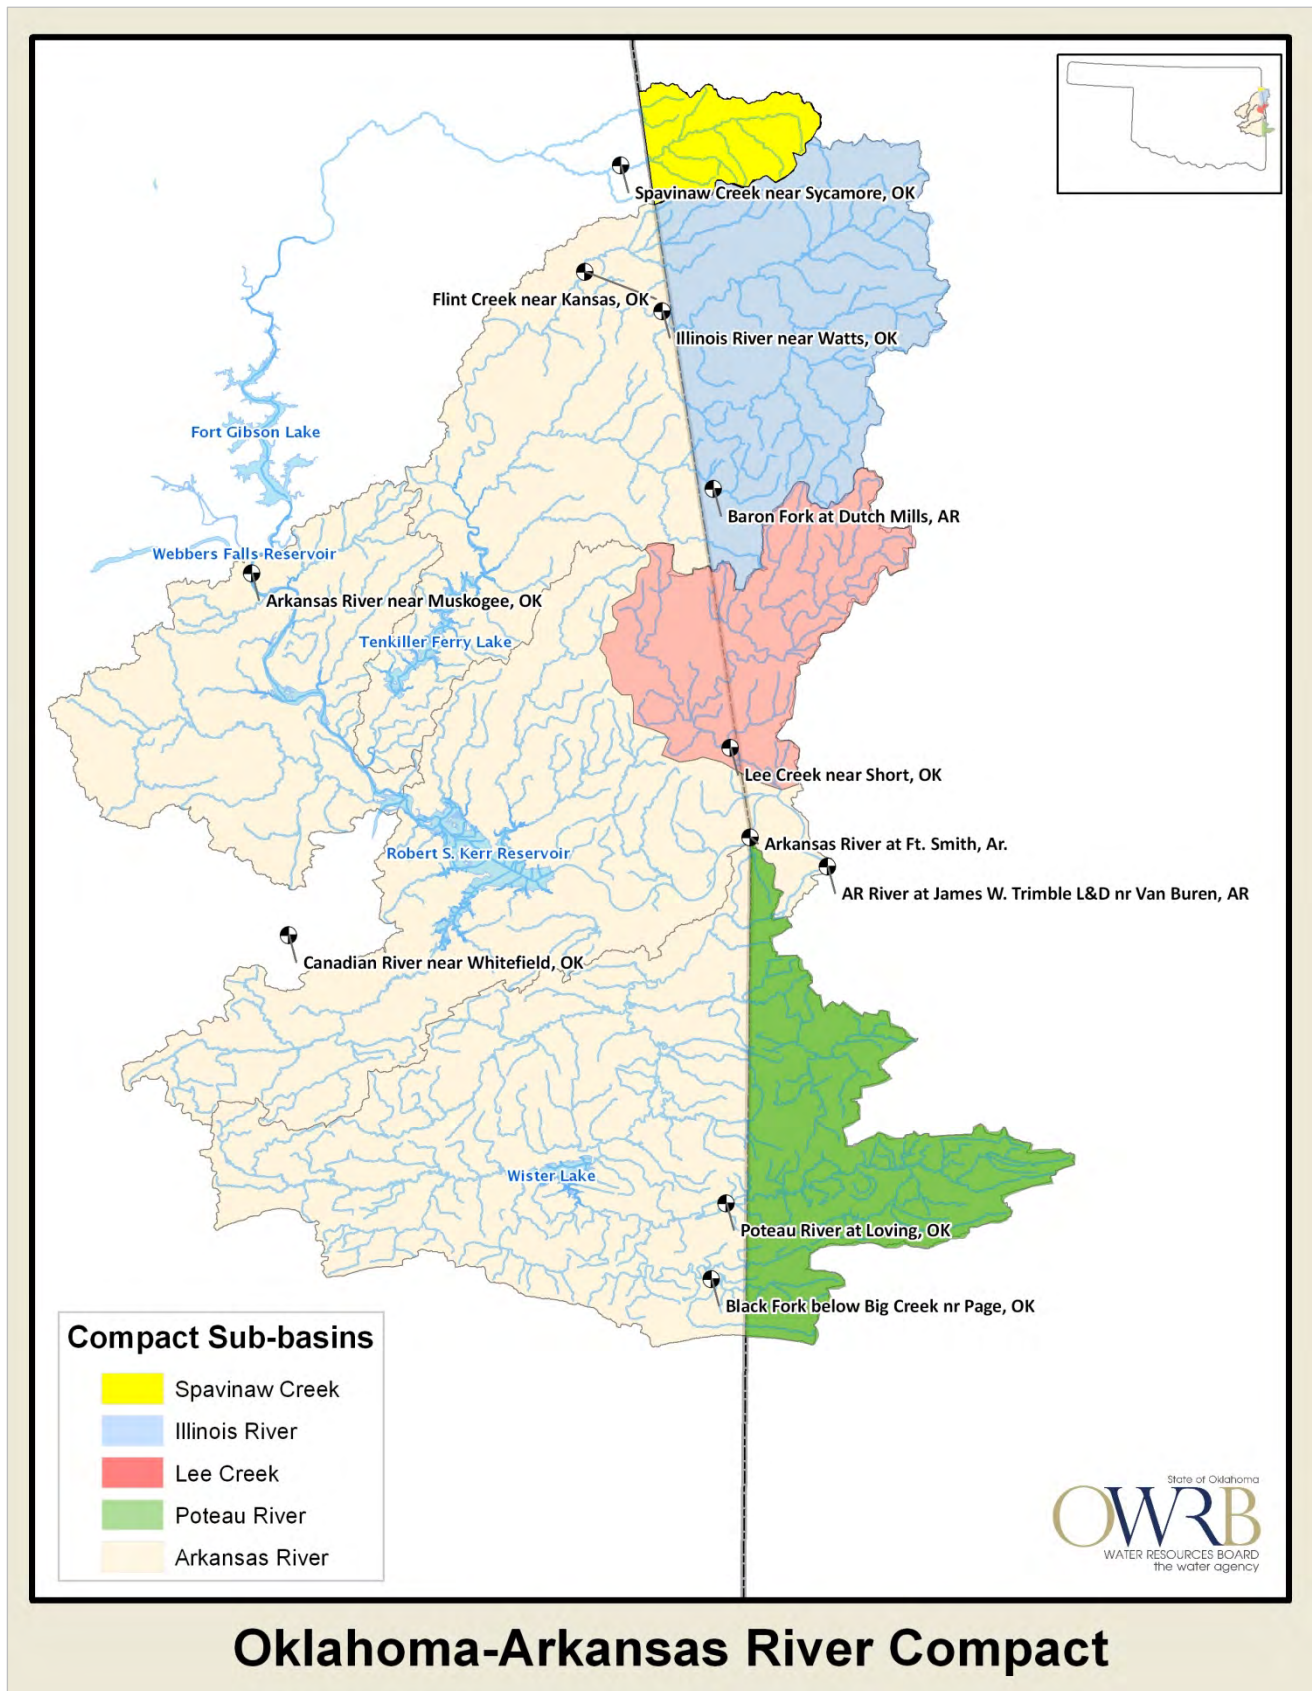 Spavinaw Creek near Sycamore, OK
Flint Creek near Kansas, OK
Illinois River near Watts, OK
Fort Gibson Lake
Baron Fork at Dutch Mills, AR
Webbers Falls Reservoir
Arkansas River near Muskogee, OK
Tenkiller Ferry Lake
Lee Creek near Short, OK
Arkansas River at Ft. Smith, Ar.
Robert S. Kerr Reservoir
AR River at James W. Trimble L&D nr Van Buren, AR
Canadian River near Whitefield, OK
Wister Lake
Poteau River at Loving, OK
Black Fork below Big Creek nr Page, OK
Compact Sub-basins
Spavinaw Creek
Illinois River
Lee Creek
Poteau River
Arkansas River
State of Oklahoma
OWRB
WATER RESOURCES BOARD
the water agency
Oklahoma-Arkansas River Compact